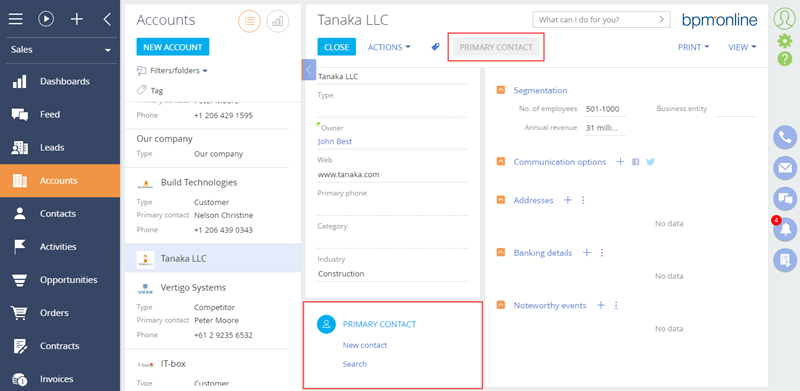 Sales
Dashboards
Feed
Leads
Accounts
Contacts
Activities
Opportunities
Orders
Contracts
Invoices
Accounts
NEW ACCOUNT
Filters/folders
Tag
Primary contact Peter Moore
Phone +1 206 429 1595
Our company
Type Our company
Build Technologies
Type Customer
Primary contact Nelson Christine
Phone +1 206 439 0343
Tanaka LLC
Vertigo Systems
Type Competitor
Primary contact Peter Moore
Phone +61 2 9235 6532
IT-box
Type Customer
Tanaka LLC
What can I do for you?
bpmonline
CLOSE
ACTIONS
PRIMARY CONTACT
PRINT
VIEW
Tanaka LLC
Type
Owner
John Best
Web
www.tanaka.com
Primary phone
Category
Industry
Construction
PRIMARY CONTACT
New contact
Search
Segmentation
No. of employees 501-1000 Business entity
Annual revenue 31 milli...
Communication options
Addresses
No data
Banking details
No data
Noteworthy events
No data
4